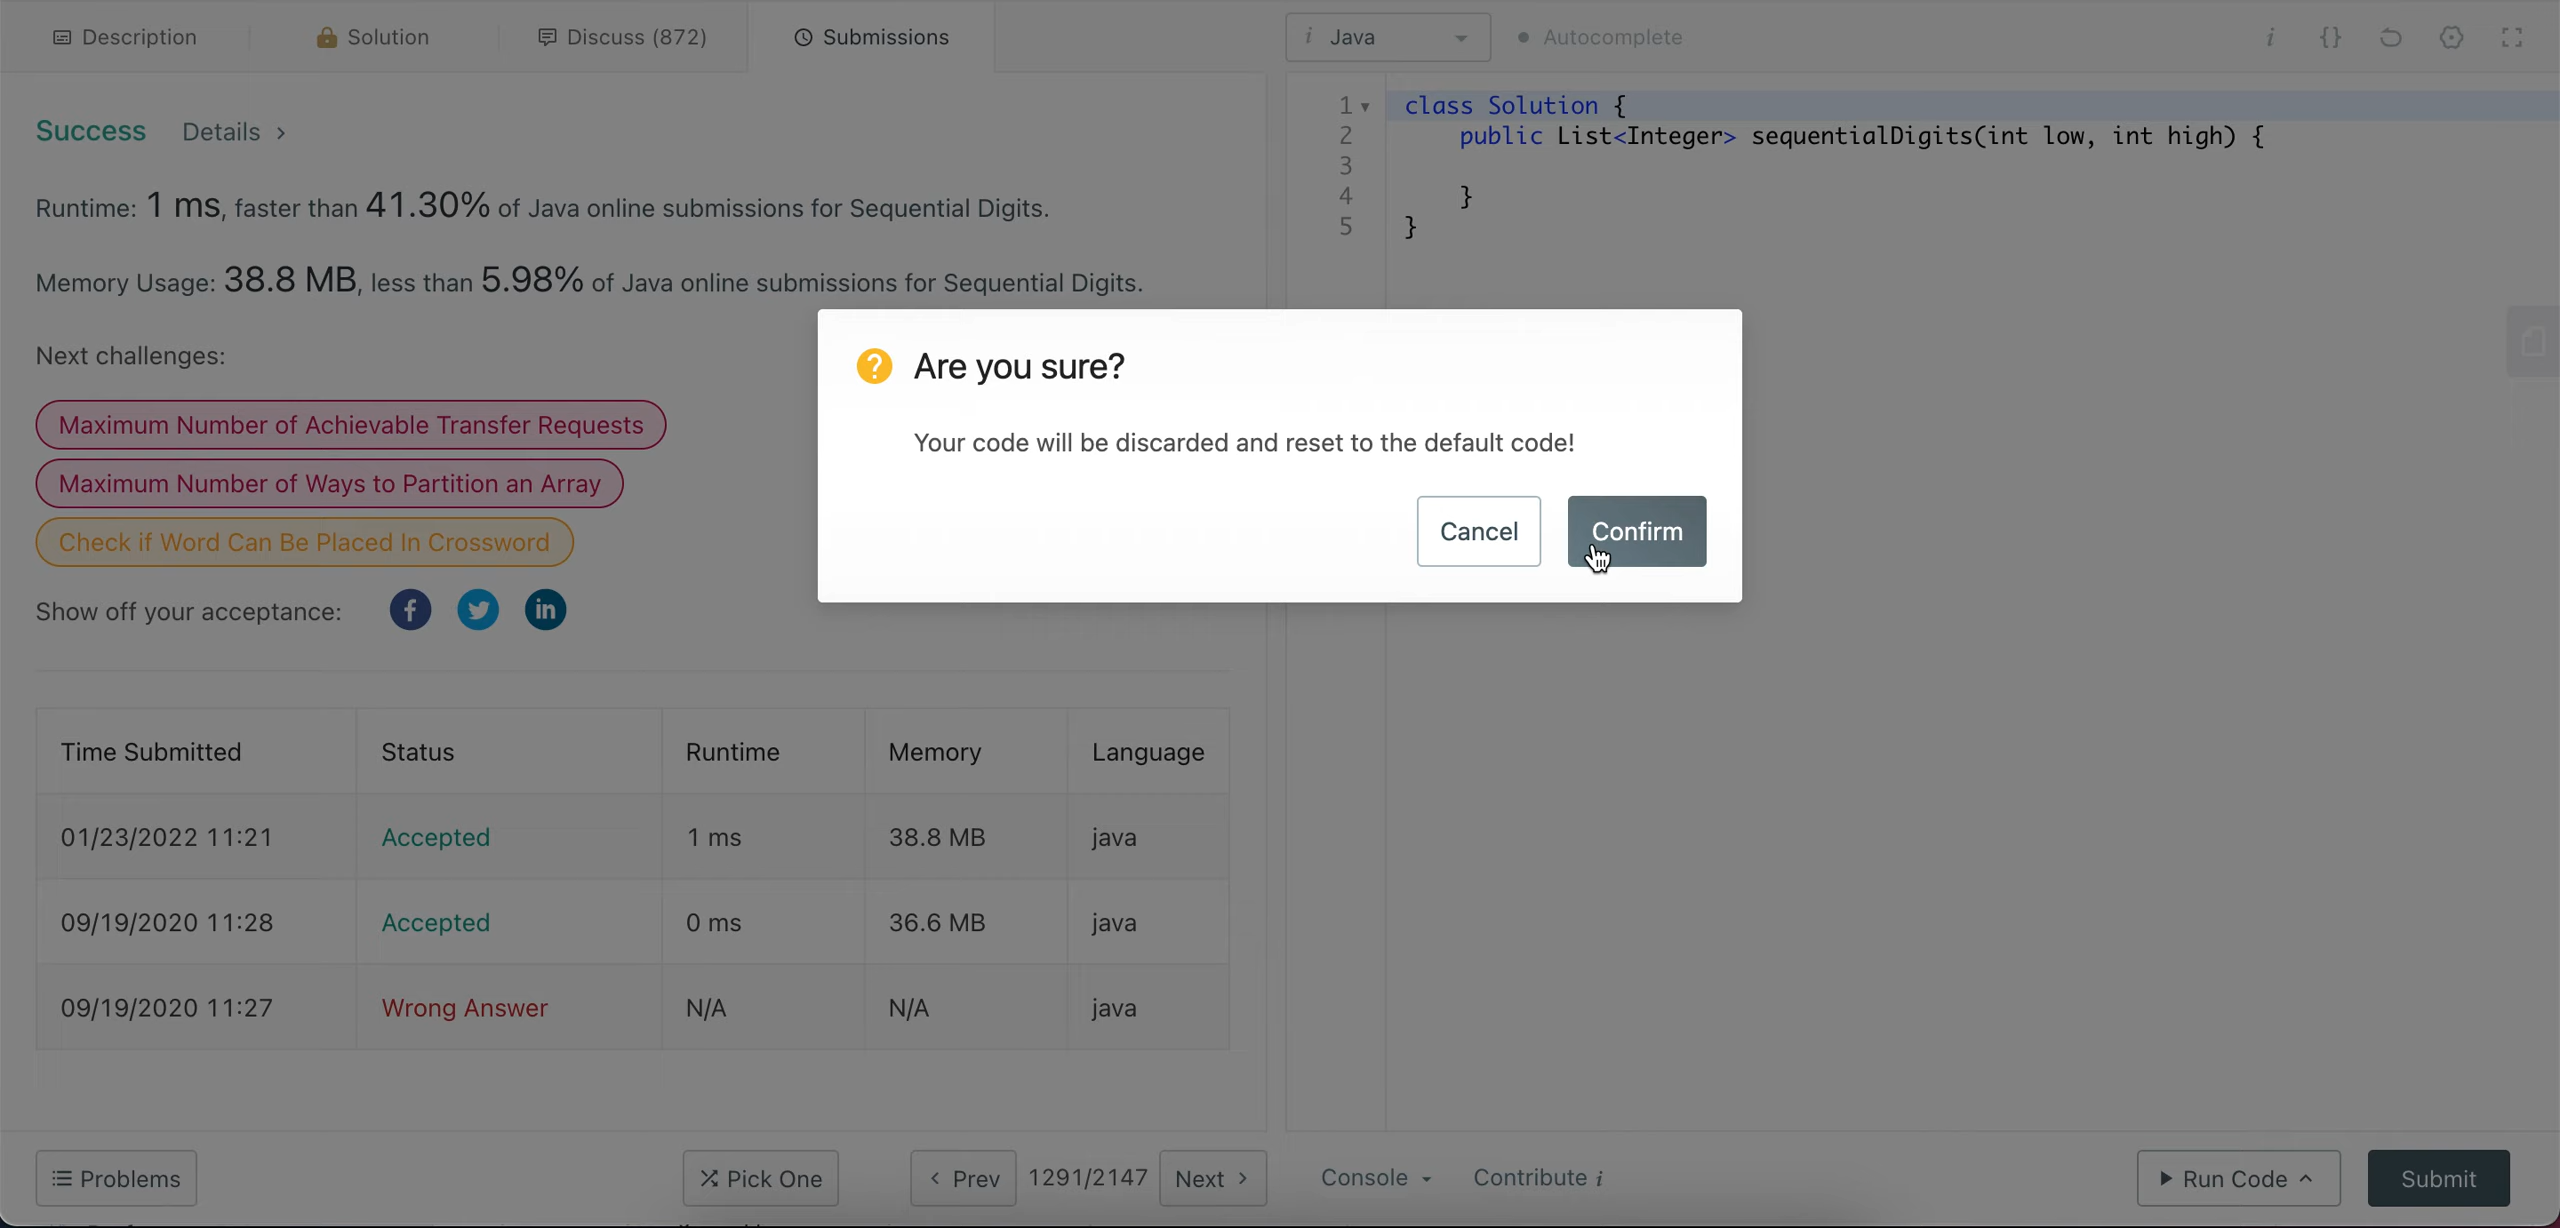 Description
Solution
Discuss (872)
Submissions
i Java
Autocomplete
i {}
Success Details >
Runtime: 1 ms, faster than 41.30% of Java online submissions for Sequential Digits.
Memory Usage: 38.8 MB, less than 5.98% of Java online submissions for Sequential Digits.
Next challenges:
Maximum Number of Achievable Transfer Requests
Maximum Number of Ways to Partition an Array
Check if Word Can Be Placed In Crossword
Show off your acceptance: f in
Time Submitted Status Runtime Memory Language
01/23/2022 11:21 Accepted 1 ms 38.8 MB java
09/19/2020 11:28 Accepted 0 ms 36.6 MB java
09/19/2020 11:27 Wrong Answer N/A N/A java
Problems
Pick One
< Prev
1291/2147
Next >
1 class Solution {
2 public List<Integer> sequentialDigits(int low, int high) {
3
4 }
5 }
? Are you sure?
Your code will be discarded and reset to the default code!
Cancel
Confirm
Console
Contribute i
Run Code
Submit